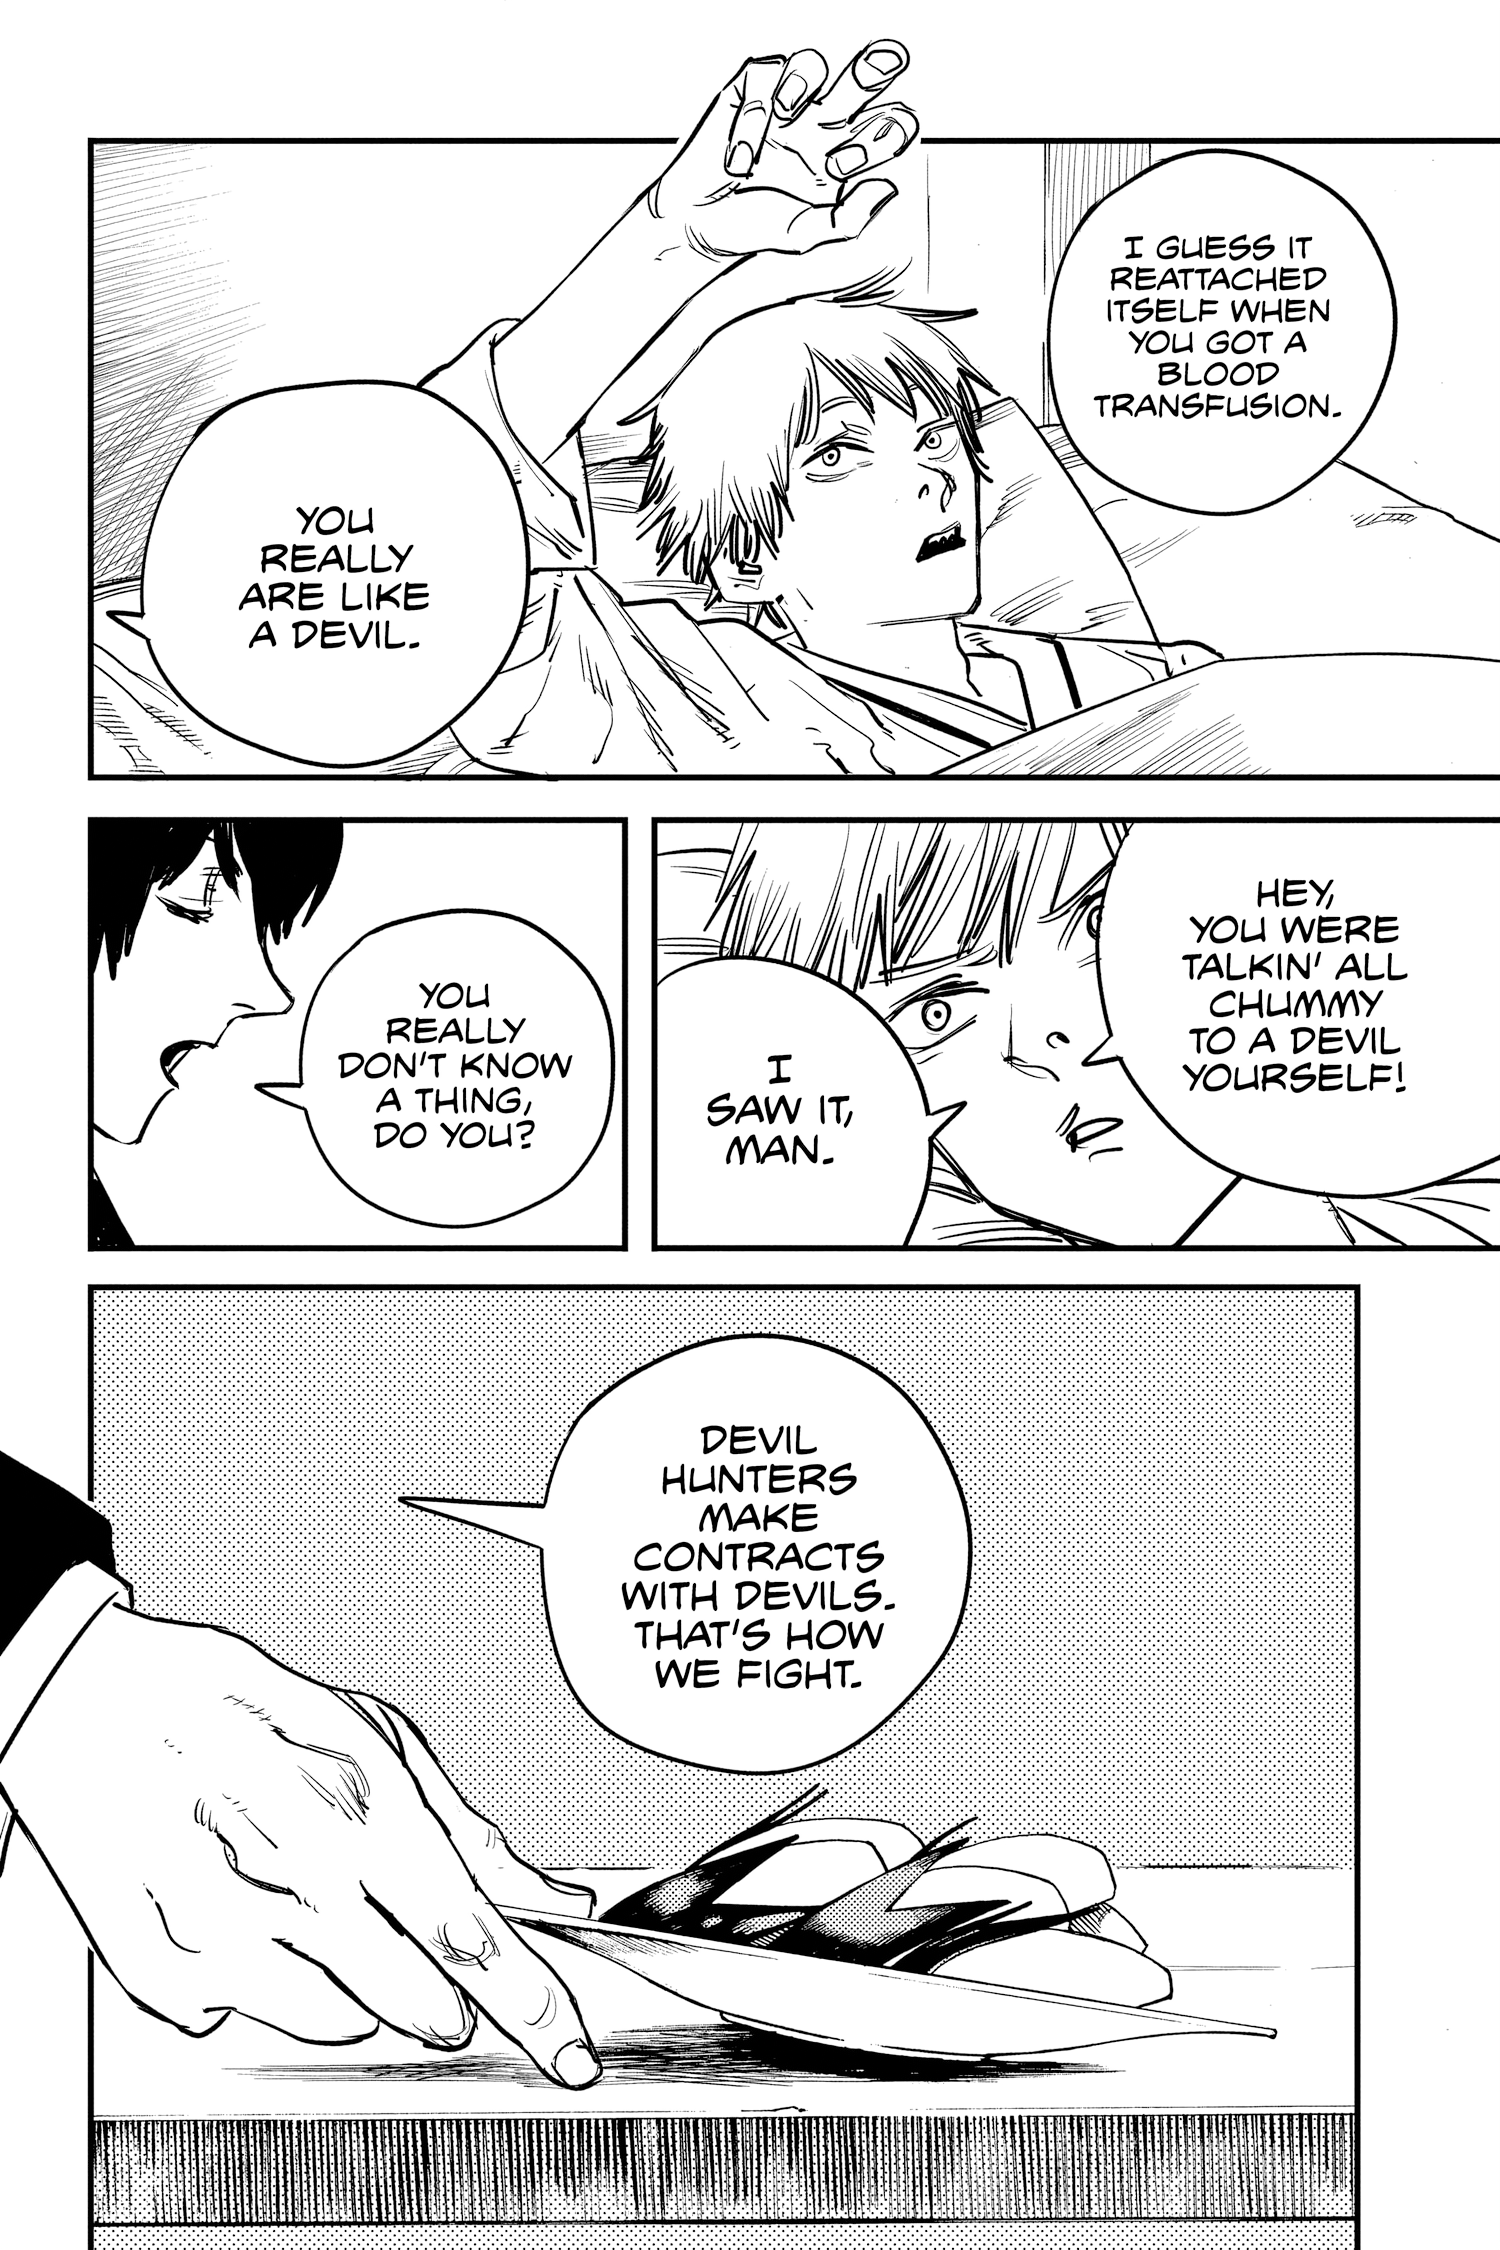 I GUESS IT
REATTACHED
ITSELF WHEN
YOU GOT A
BLOOD
TRANSFUSION.
YOU
REALLY
ARE LIKE
A DEVIL.
HEY,
YOU WERE
TALKIN' ALL
CHUMMY
TO A DEVIL
YOURSELF!
I
SAW IT,
MAN.
YOU
REALLY
DON'T KNOW
A THING,
DO YOU?
DEVIL
HUNTERS
MAKE
CONTRACTS
WITH DEVILS.
THAT'S HOW
WE FIGHT.